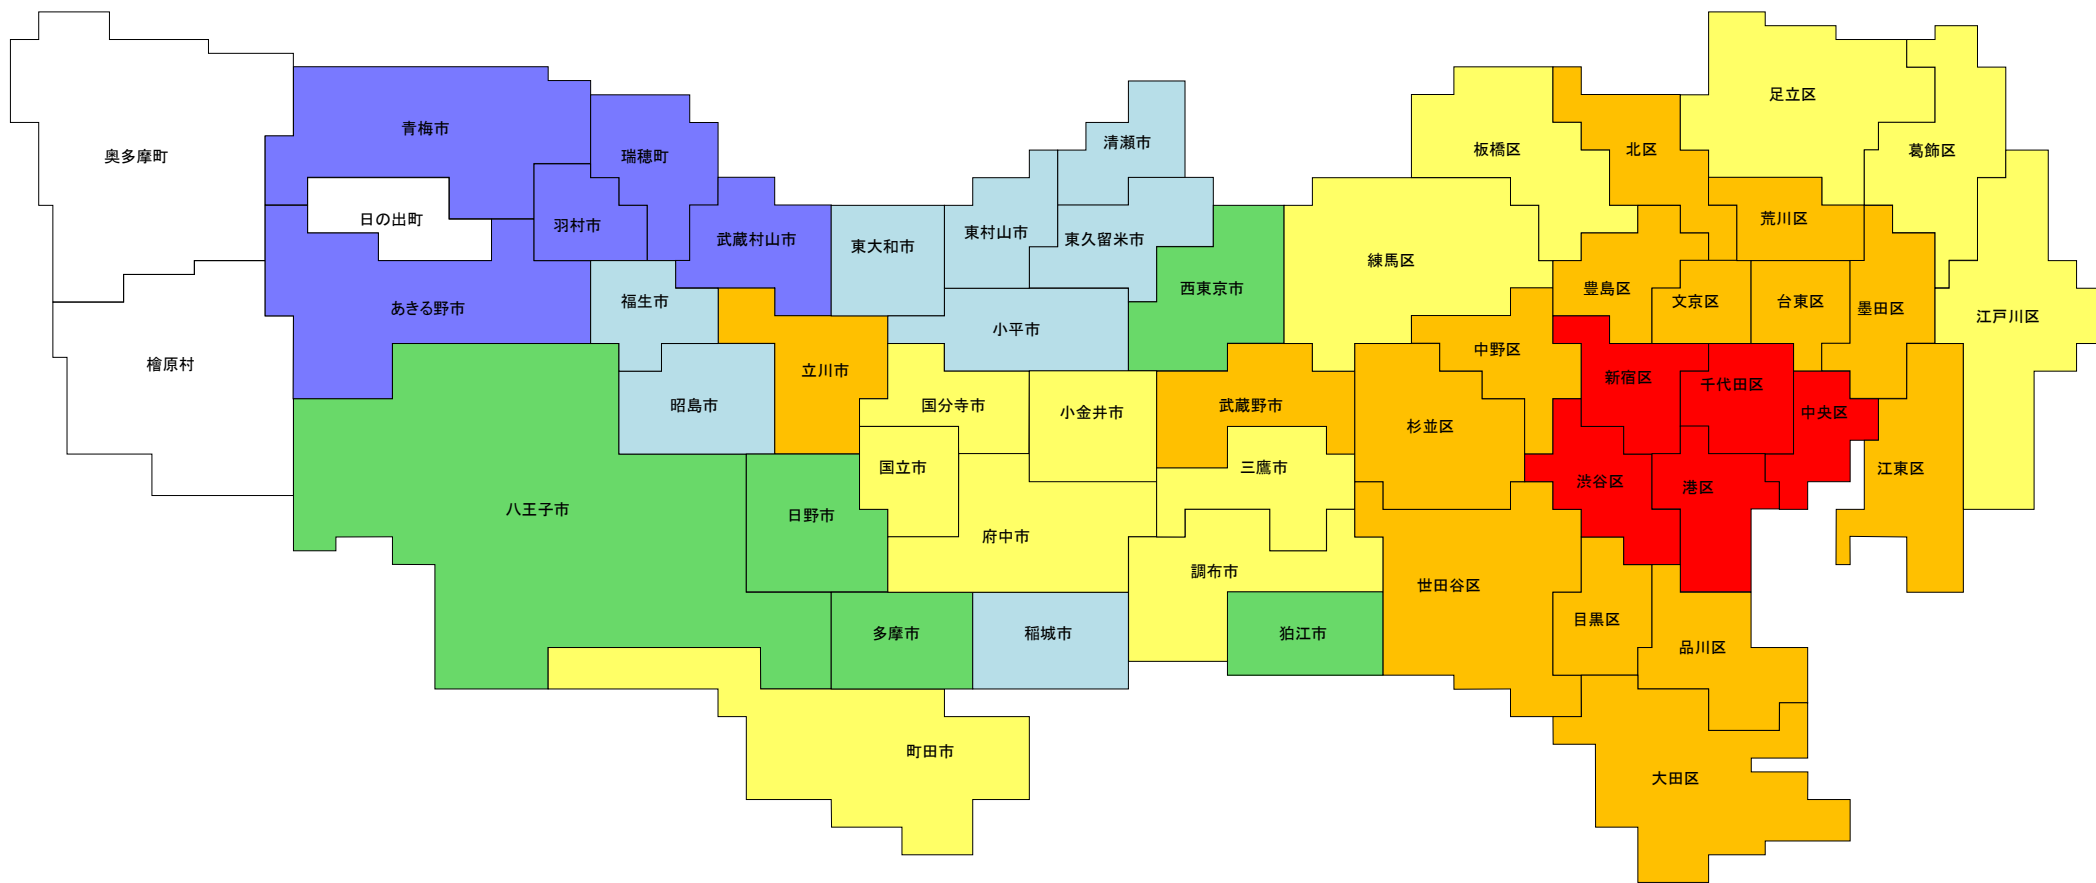 足立区
青梅市
板橋区
北区
葛飾区
奥多摩町
瑞穂町
清瀬市
日の出町
羽村市
武蔵村山市
東大和市
東村山市
東久留米市
荒川区
練馬区
西東京市
豊島区
文京区
台東区
墨田区
江戸川区
あきる野市
福生市
小平市
檜原村
立川市
中野区
新宿区
千代田区
昭島市
国分寺市
小金井市
武蔵野市
杉並区
中央区
国立市
三鷹市
渋谷区
港区
江東区
八王子市
日野市
府中市
調布市
世田谷区
多摩市
稲城市
狛江市
目黒区
品川区
町田市
大田区